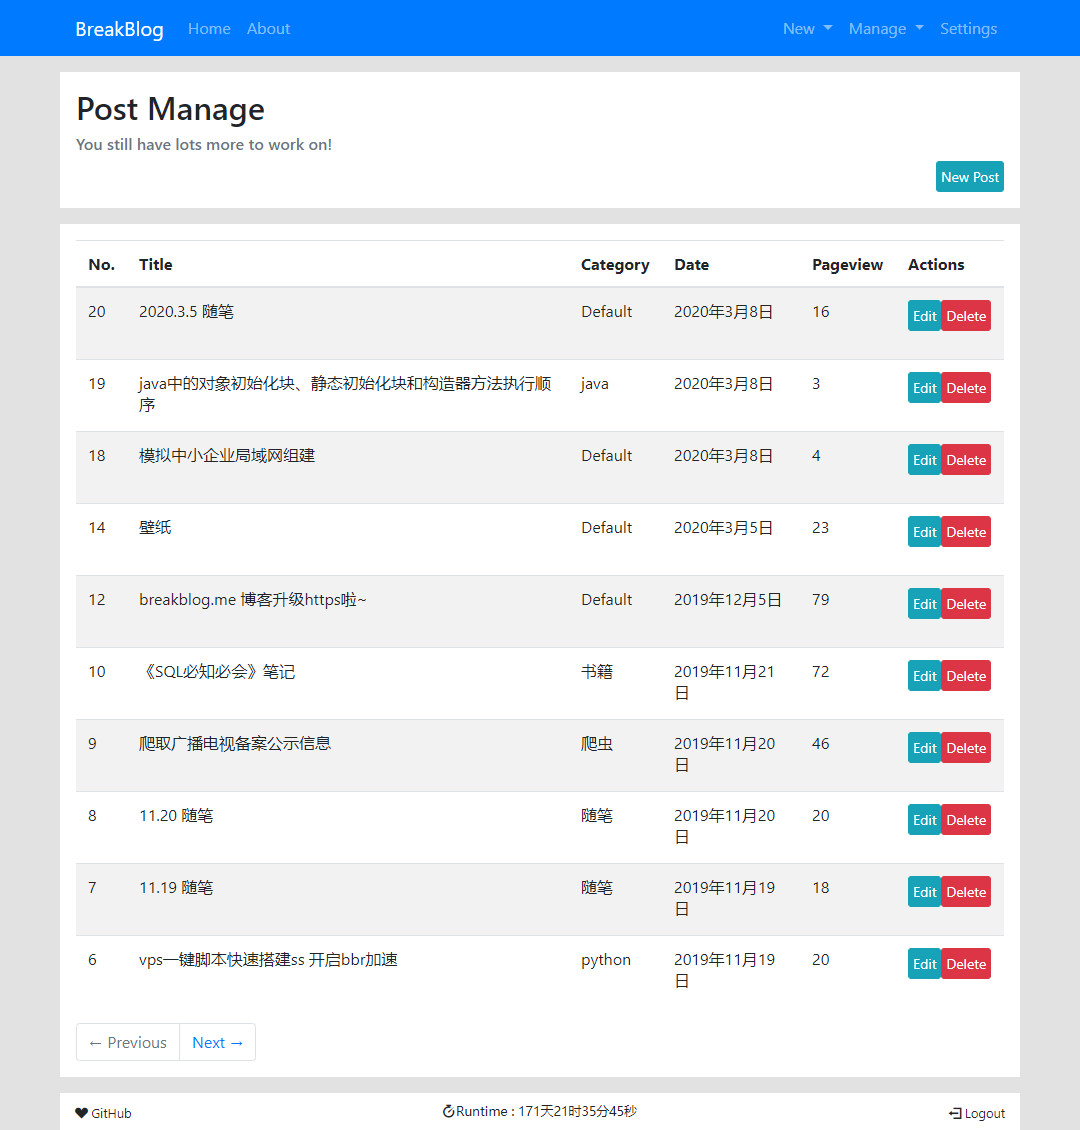 BreakBlog Home About New Manage Settings
Post Manage
You still have lots more to work on!
New Post
No. Title Category Date Pageview Actions
20 2020.3.5 随笔 Default 2020年3月8日 16 Edit Delete
19 java中的对象初始化块、静态初始化块和构造器方法执行顺 java 2020年3月8日 3 Edit Delete
序
18 模拟中小企业局域网组建 Default 2020年3月8日 4 Edit Delete
14 壁纸 Default 2020年3月5日 23 Edit Delete
12 breakblog.me 博客升级https啦~ Default 2019年12月5日 79 Edit Delete
10 《SQL必知必会》笔记 书籍 2019年11月21 72 Edit Delete
日
9 爬取广播电视备案公示信息 爬虫 2019年11月20 46 Edit Delete
日
8 11.20 随笔 随笔 2019年11月20 20 Edit Delete
日
7 11.19 随笔 随笔 2019年11月19 18 Edit Delete
日
6 vps一键脚本快速搭建ss 开启bbr加速 python 2019年11月19 20 Edit Delete
日
← Previous Next →
GitHub Runtime : 171天21时35分45秒 Logout